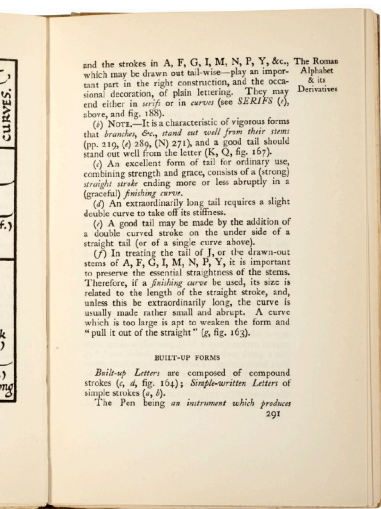 and the strokes in A, F, G, I, M, N, P, Y, &c.,
which may be drawn out tail-wise—play an impor-
tant part in the right construction, and the occa-
sional decoration, of plain lettering. They may
end either in serifs or in curves (see SERIFS (e),
above, and fig. 188).
The Roman
Alphabet
& its
Derivatives
(b) NOTE.—It is a characteristic of vigorous forms
that branches, &c., stand out well from their stems
(pp. 219, (e) 289, (N) 271), and a good tail should
stand out well from the letter (K, Q, fig. 167).
(c) An excellent form of tail for ordinary use,
combining strength and grace, consists of a (strong)
straight stroke ending more or less abruptly in a
(graceful) finishing curve.
(d) An extraordinarily long tail requires a slight
double curve to take off its stiffness.
(e) A good tail may be made by the addition of
a double curved stroke on the under side of a
straight tail (or of a single curve above).
(f) In treating the tail of J, or the drawn-out
stems of A, F, G, I, M, N, P, Y, it is important
to preserve the essential straightness of the stems.
Therefore, if a finishing curve be used, its size is
related to the length of the straight stroke, and,
unless this be extraordinarily long, the curve is
usually made rather small and abrupt. A curve
which is too large is apt to weaken the form and
"pull it out of the straight" (g, fig. 163).
BUILT-UP FORMS
Built-up Letters are composed of compound
strokes (c, d, fig. 164); Simple-written Letters of
simple strokes (a, b).
The Pen being an instrument which produces
291
CURVES.